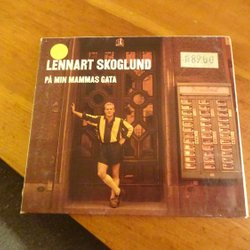 LENNART SKOGLUND
PÅ MIN MAMMAS GATA